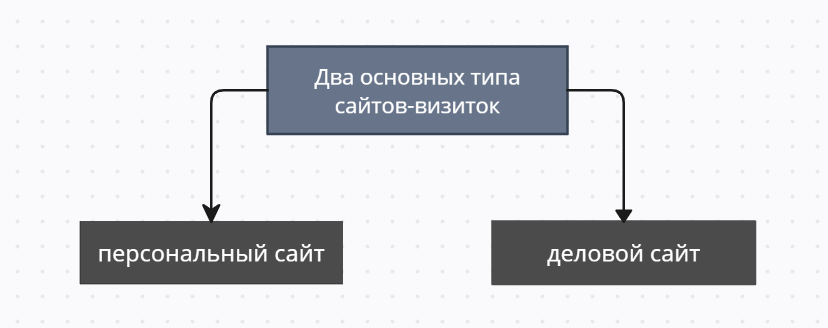 Два основных типа
сайтов-визиток
персональный сайт
деловой сайт